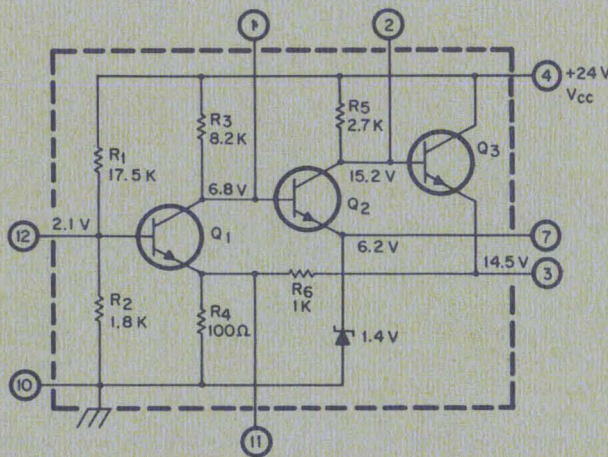 1
2
4
+24 V
VCC
R3
8.2 K
R5
2.7 K
R1
17.5 K
Q3
6.8 V
15.2 V
12
2.1 V
Q1
Q2
6.2 V
7
14.5 V
3
R6
1K
R2
1.8 K
R4
100Ω
1.4 V
10
11